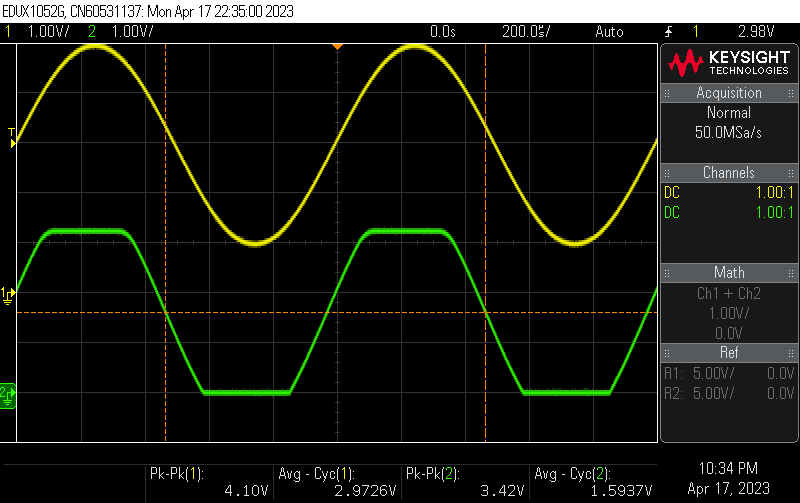 EDUX1052G, CN60531137: Mon Apr 17 22:35:00 2023
1 1.00V/ 2 1.00V/ 0.0s 200.0us/ Auto 1 2.98V
KEYSIGHT
TECHNOLOGIES
Acquisition
Normal
50.0MSa/s
Channels
DC 1.00:1
DC 1.00:1
Math
Ch1 + Ch2
1.00V/
0.0V
Ref
R1: 5.00V/ 0.0V
R2: 5.00V/ 0.0V
T
1
2
Pk-Pk(1): Avg - Cyc(1): Pk-Pk(2): Avg - Cyc(2):
4.10V 2.9726V 3.42V 1.5937V
10:34 PM
Apr 17, 2023